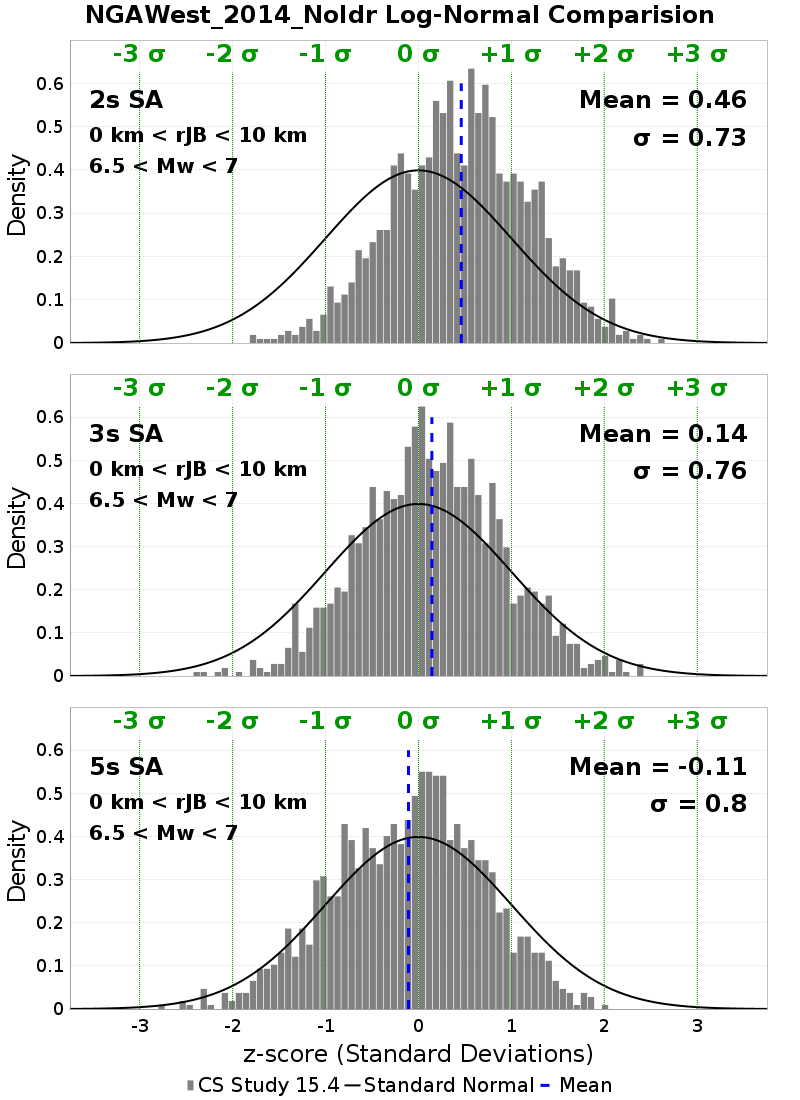 NGAWest_2014_NoIdr Log-Normal Comparision
-3 σ -2 σ -1 σ 0 σ +1 σ +2 σ +3 σ
2s SA
Mean = 0.46
0 km < rJB < 10 km
σ = 0.73
6.5 < Mw < 7
Density
0.6
0.5
0.4
0.3
0.2
0.1
0
-3 σ -2 σ -1 σ 0 σ +1 σ +2 σ +3 σ
3s SA
Mean = 0.14
0 km < rJB < 10 km
σ = 0.76
6.5 < Mw < 7
Density
0.6
0.5
0.4
0.3
0.2
0.1
0
-3 σ -2 σ -1 σ 0 σ +1 σ +2 σ +3 σ
5s SA
Mean = -0.11
0 km < rJB < 10 km
σ = 0.8
6.5 < Mw < 7
Density
0.6
0.5
0.4
0.3
0.2
0.1
0
-3 -2 -1 0 1 2 3
z-score (Standard Deviations)
CS Study 15.4 Standard Normal Mean